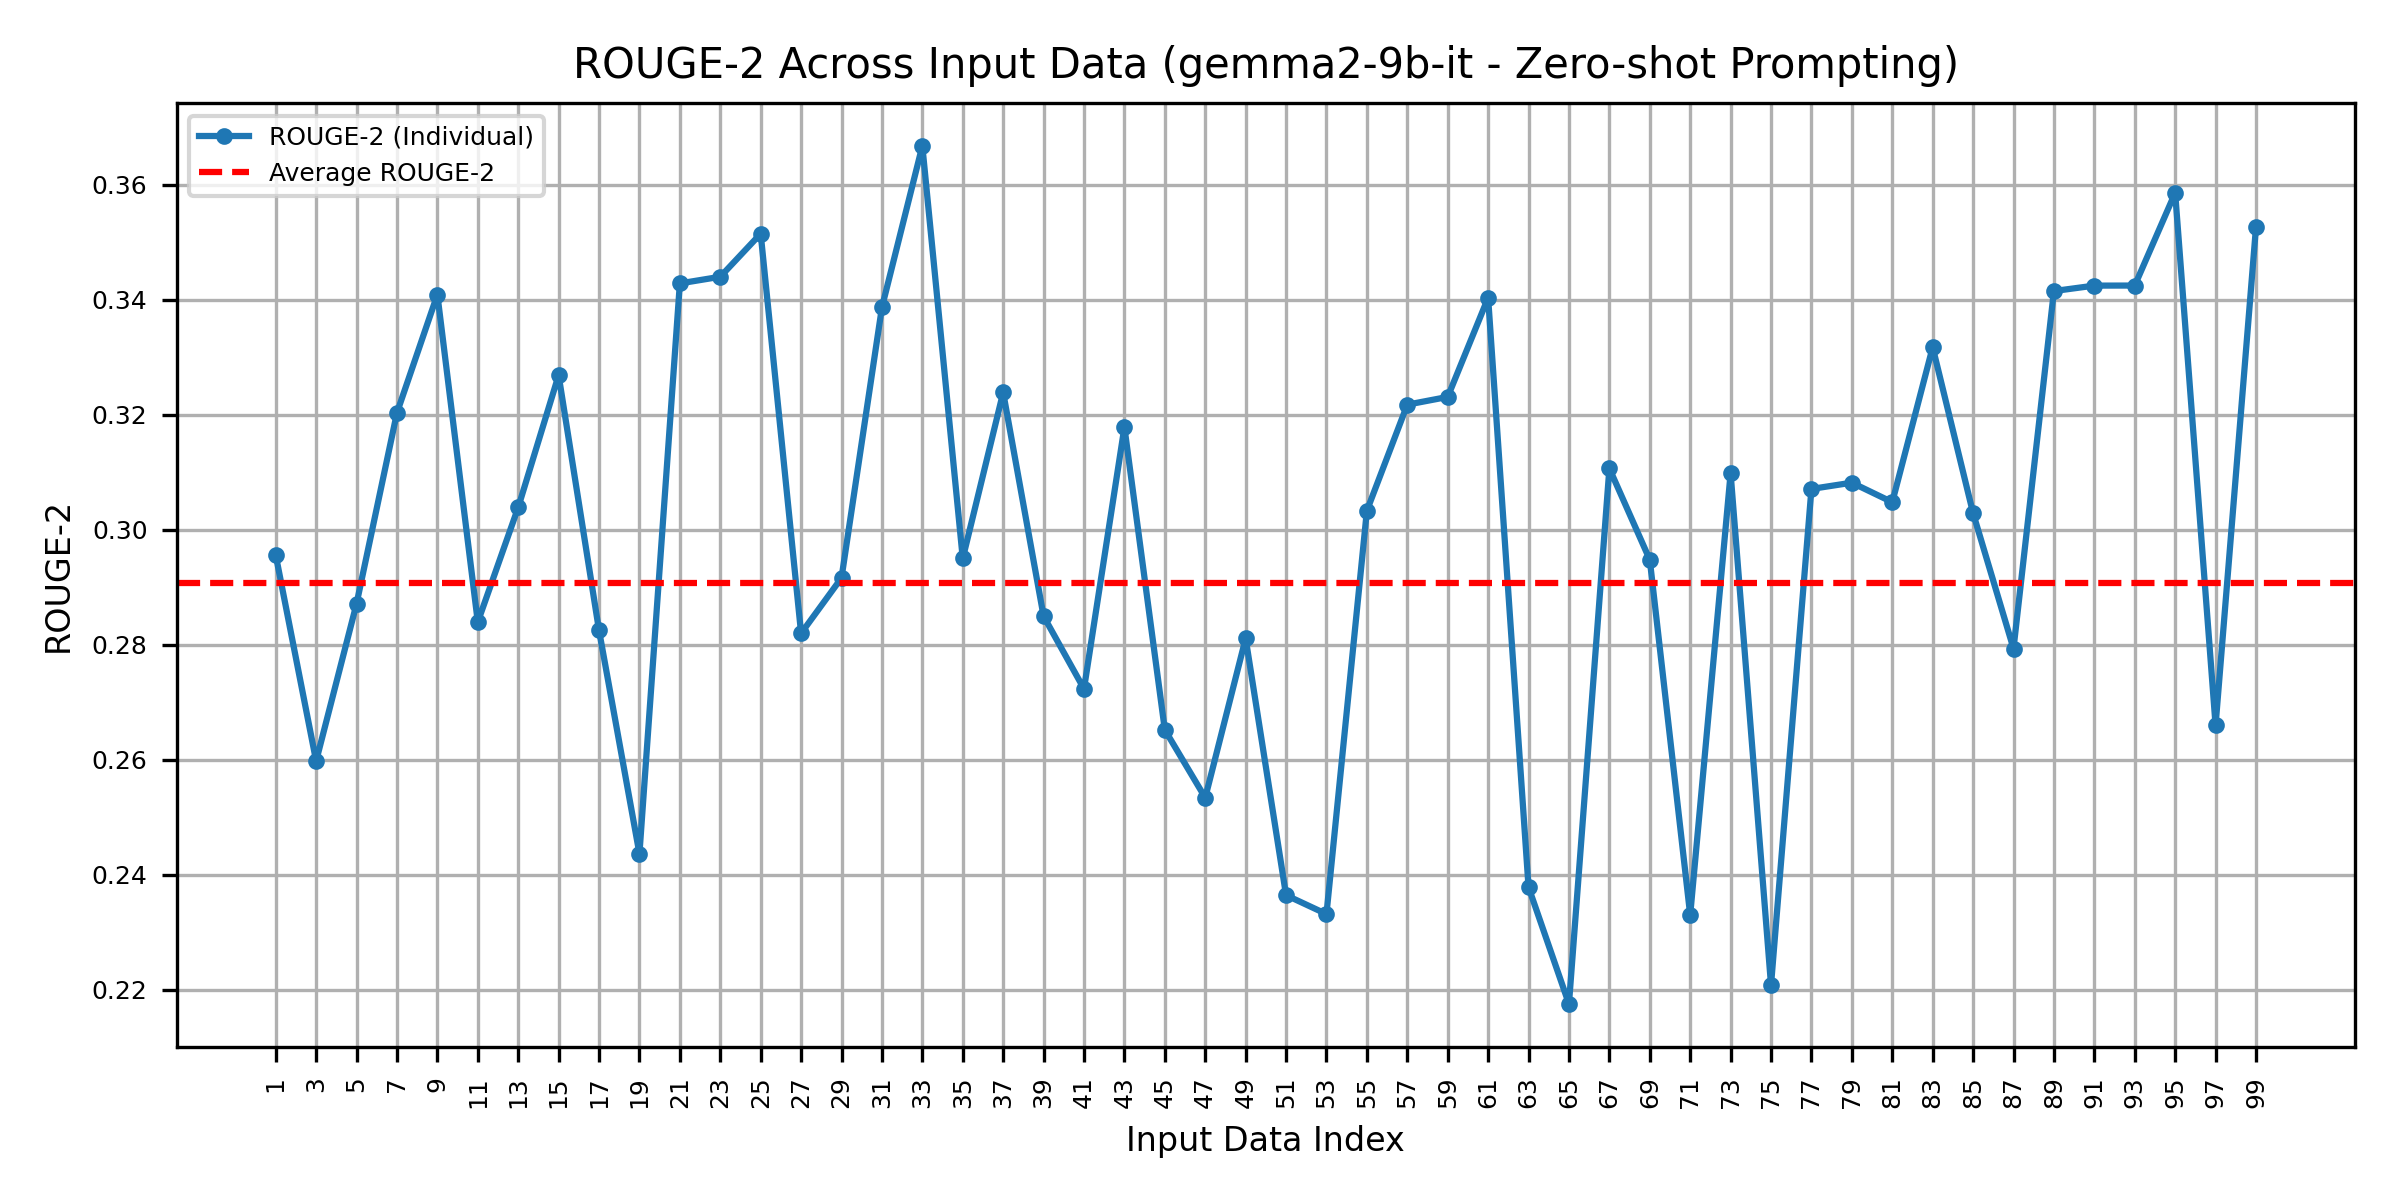 ROUGE-2 Across Input Data (gemma2-9b-it - Zero-shot Prompting)
ROUGE-2 (Individual)
Average ROUGE-2
0.36
0.34
0.32
0.30
0.28
0.26
0.24
0.22
ROUGE-2
1 3 5 7 9 11 13 15 17 19 21 23 25 27 29 31 33 35 37 39 41 43 45 47 49 51 53 55 57 59 61 63 65 67 69 71 73 75 77 79 81 83 85 87 89 91 93 95 97 99
Input Data Index